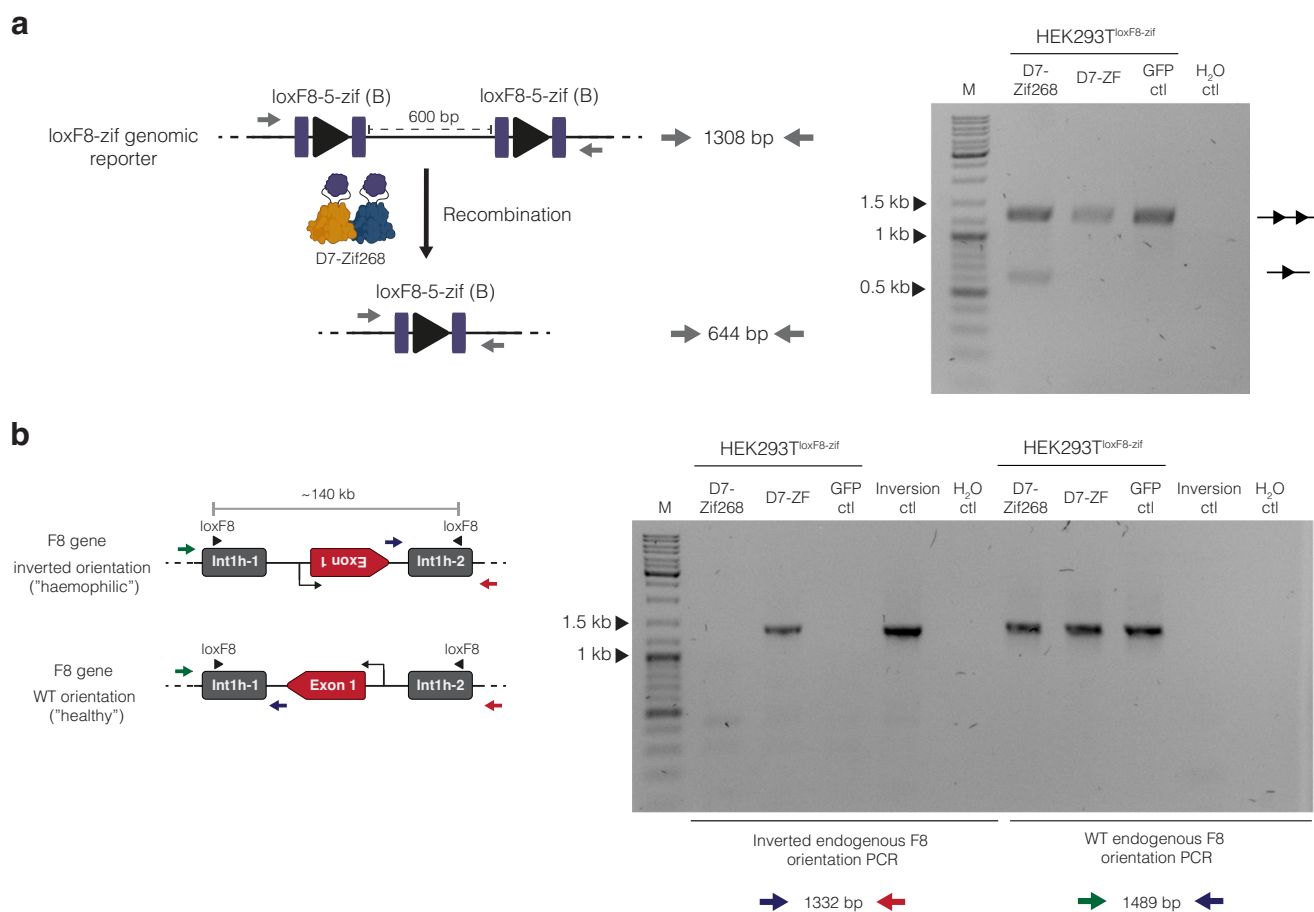 a
loxF8-zif genomic
reporter
loxF8-5-zif (B)
600 bp
loxF8-5-zif (B)
1308 bp
Recombination
D7-Zif268
loxF8-5-zif (B)
644 bp
HEK293TloxF8-zif
M
D7-
Zif268
D7-ZF
GFP
ctl
H2O
ctl
1.5 kb
1 kb
0.5 kb
b
~140 kb
loxF8
loxF8
F8 gene
inverted orientation
("haemophilic")
Int1h-1
Exon 1
Int1h-2
F8 gene
WT orientation
("healthy")
loxF8
loxF8
Int1h-1
Exon 1
Int1h-2
HEK293TloxF8-zif
HEK293TloxF8-zif
M
D7-
Zif268
D7-ZF
GFP
ctl
Inversion
ctl
H2O
ctl
D7-
Zif268
D7-ZF
GFP
ctl
Inversion
ctl
H2O
ctl
1.5 kb
1 kb
Inverted endogenous F8
orientation PCR
1332 bp
WT endogenous F8
orientation PCR
1489 bp